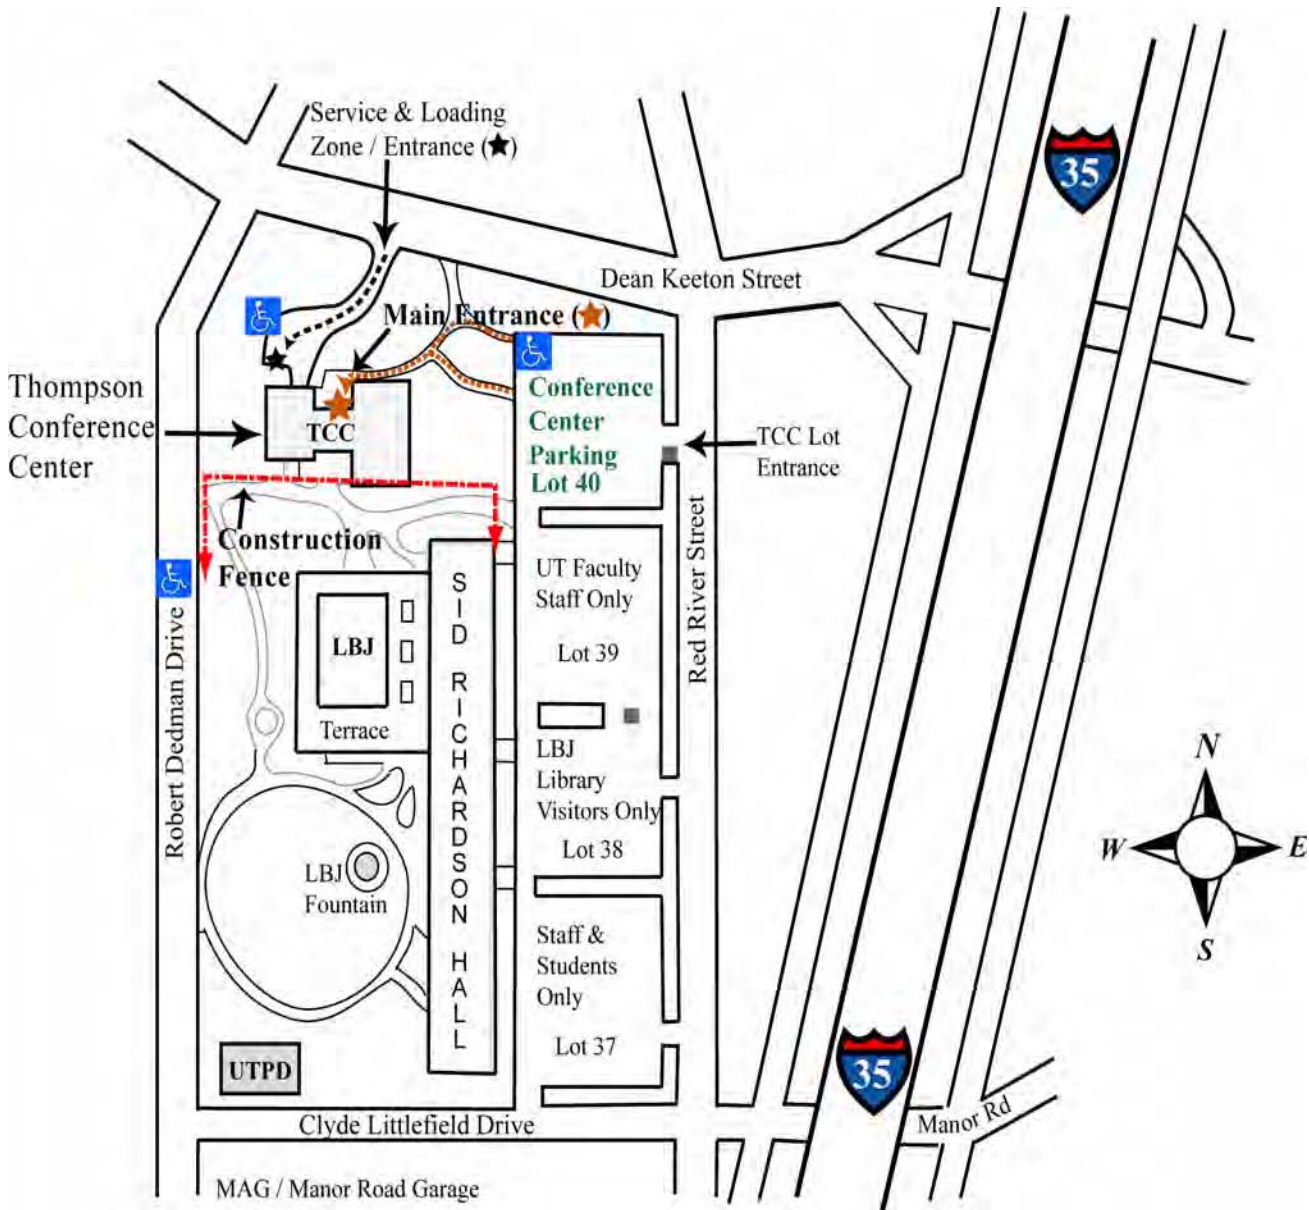 Service & Loading
Zone / Entrance (★)
35
Dean Keeton Street
Main Entrance (★)
Thompson
Conference
Center
TCC
Conference
Center
Parking
Lot 40
TCC Lot
Entrance
Construction
Fence
UT Faculty
Staff Only
Lot 39
Red River Street
Robert Dedman Drive
LBJ
Terrace
SID RICHARDSON HALL
LBJ
Library
Visitors Only
Lot 38
LBJ
Fountain
N
W
E
S
Staff &
Students
Only
Lot 37
UTPD
35
Manor Rd
Clyde Littlefield Drive
MAG / Manor Road Garage